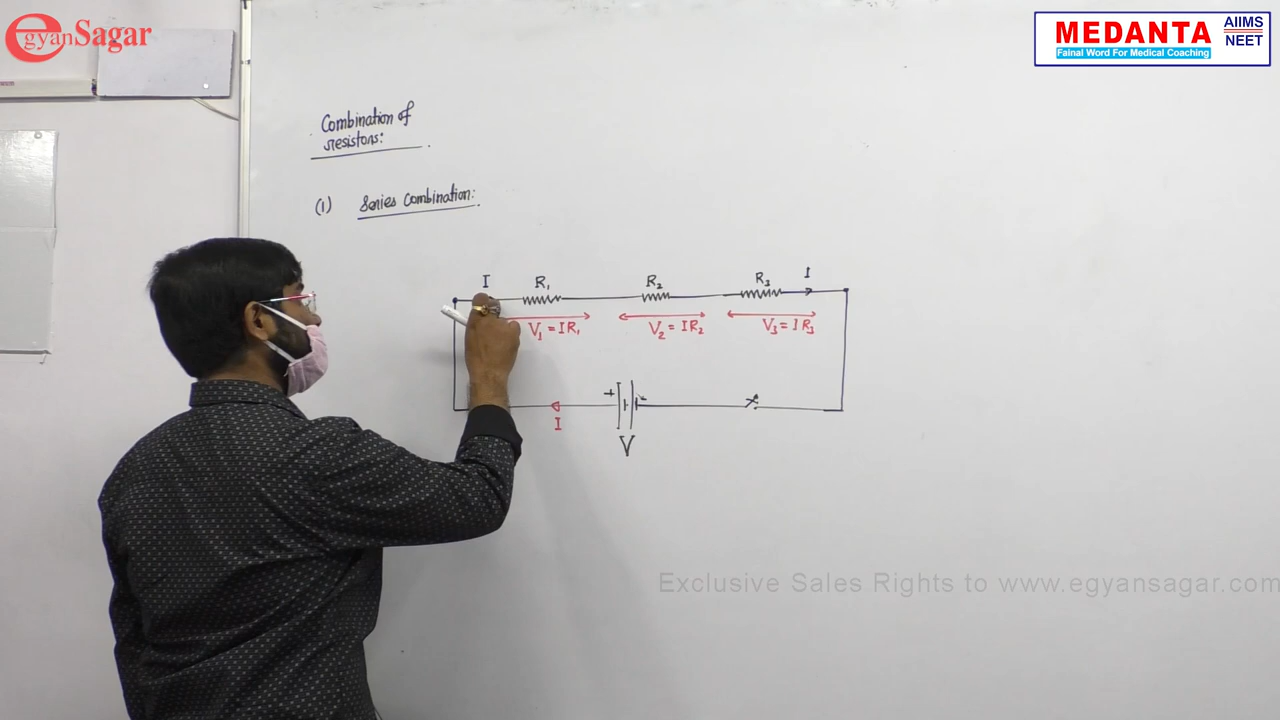 egyanSagar
MEDANTA
Fainal Word For Medical Coaching
AIIMS
NEET
Combination of
resistors:
(1) Series Combination:
I R₁ R₂ R₃ I
V₁ = IR₁ V₂ = IR₂ V₃ = IR₃
+ -
I
V
Exclusive Sales Rights to www.egyansagar.com